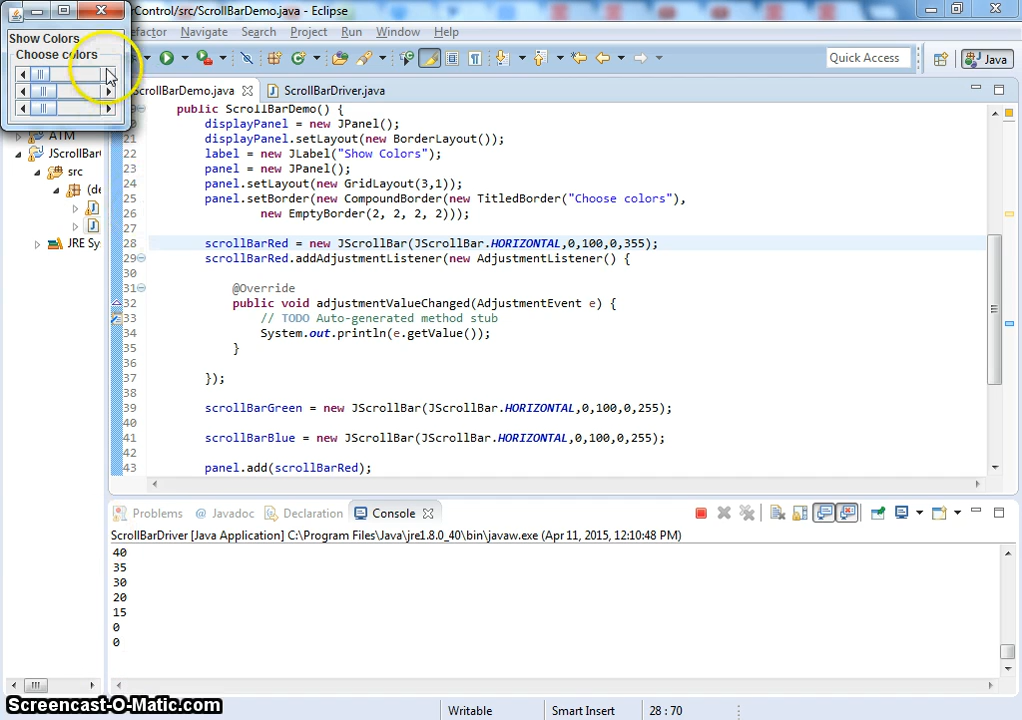 Control/src/ScrollBarDemo.java - Eclipse
efactor Navigate Search Project Run Window Help
Quick Access
Java
Show Colors
Choose colors
crollBarDemo.java ScrollBarDriver.java
ATM
JScrollBar
src
(de
JRE Sy
public ScrollBarDemo() {
displayPanel = new JPanel();
21 displayPanel.setLayout(new BorderLayout());
22 label = new JLabel("Show Colors");
23 panel = new JPanel();
24 panel.setLayout(new GridLayout(3,1));
25 panel.setBorder(new CompoundBorder(new TitledBorder("Choose colors"),
26 new EmptyBorder(2, 2, 2, 2)));
27
28 scrollBarRed = new JScrollBar(JScrollBar.HORIZONTAL,0,100,0,355);
29 scrollBarRed.addAdjustmentListener(new AdjustmentListener() {
30
31 @Override
32 public void adjustmentValueChanged(AdjustmentEvent e) {
33 // TODO Auto-generated method stub
34 System.out.println(e.getValue());
35 }
36
37 });
38
39 scrollBarGreen = new JScrollBar(JScrollBar.HORIZONTAL,0,100,0,255);
40
41 scrollBarBlue = new JScrollBar(JScrollBar.HORIZONTAL,0,100,0,255);
42
43 panel.add(scrollBarRed);
Problems Javadoc Declaration Console
ScrollBarDriver [Java Application] C:\Program Files\Java\jre1.8.0_40\bin\javaw.exe (Apr 11, 2015, 12:10:48 PM)
40
35
30
20
15
0
0
Screencast-O-Matic.com
Writable Smart Insert 28 : 70